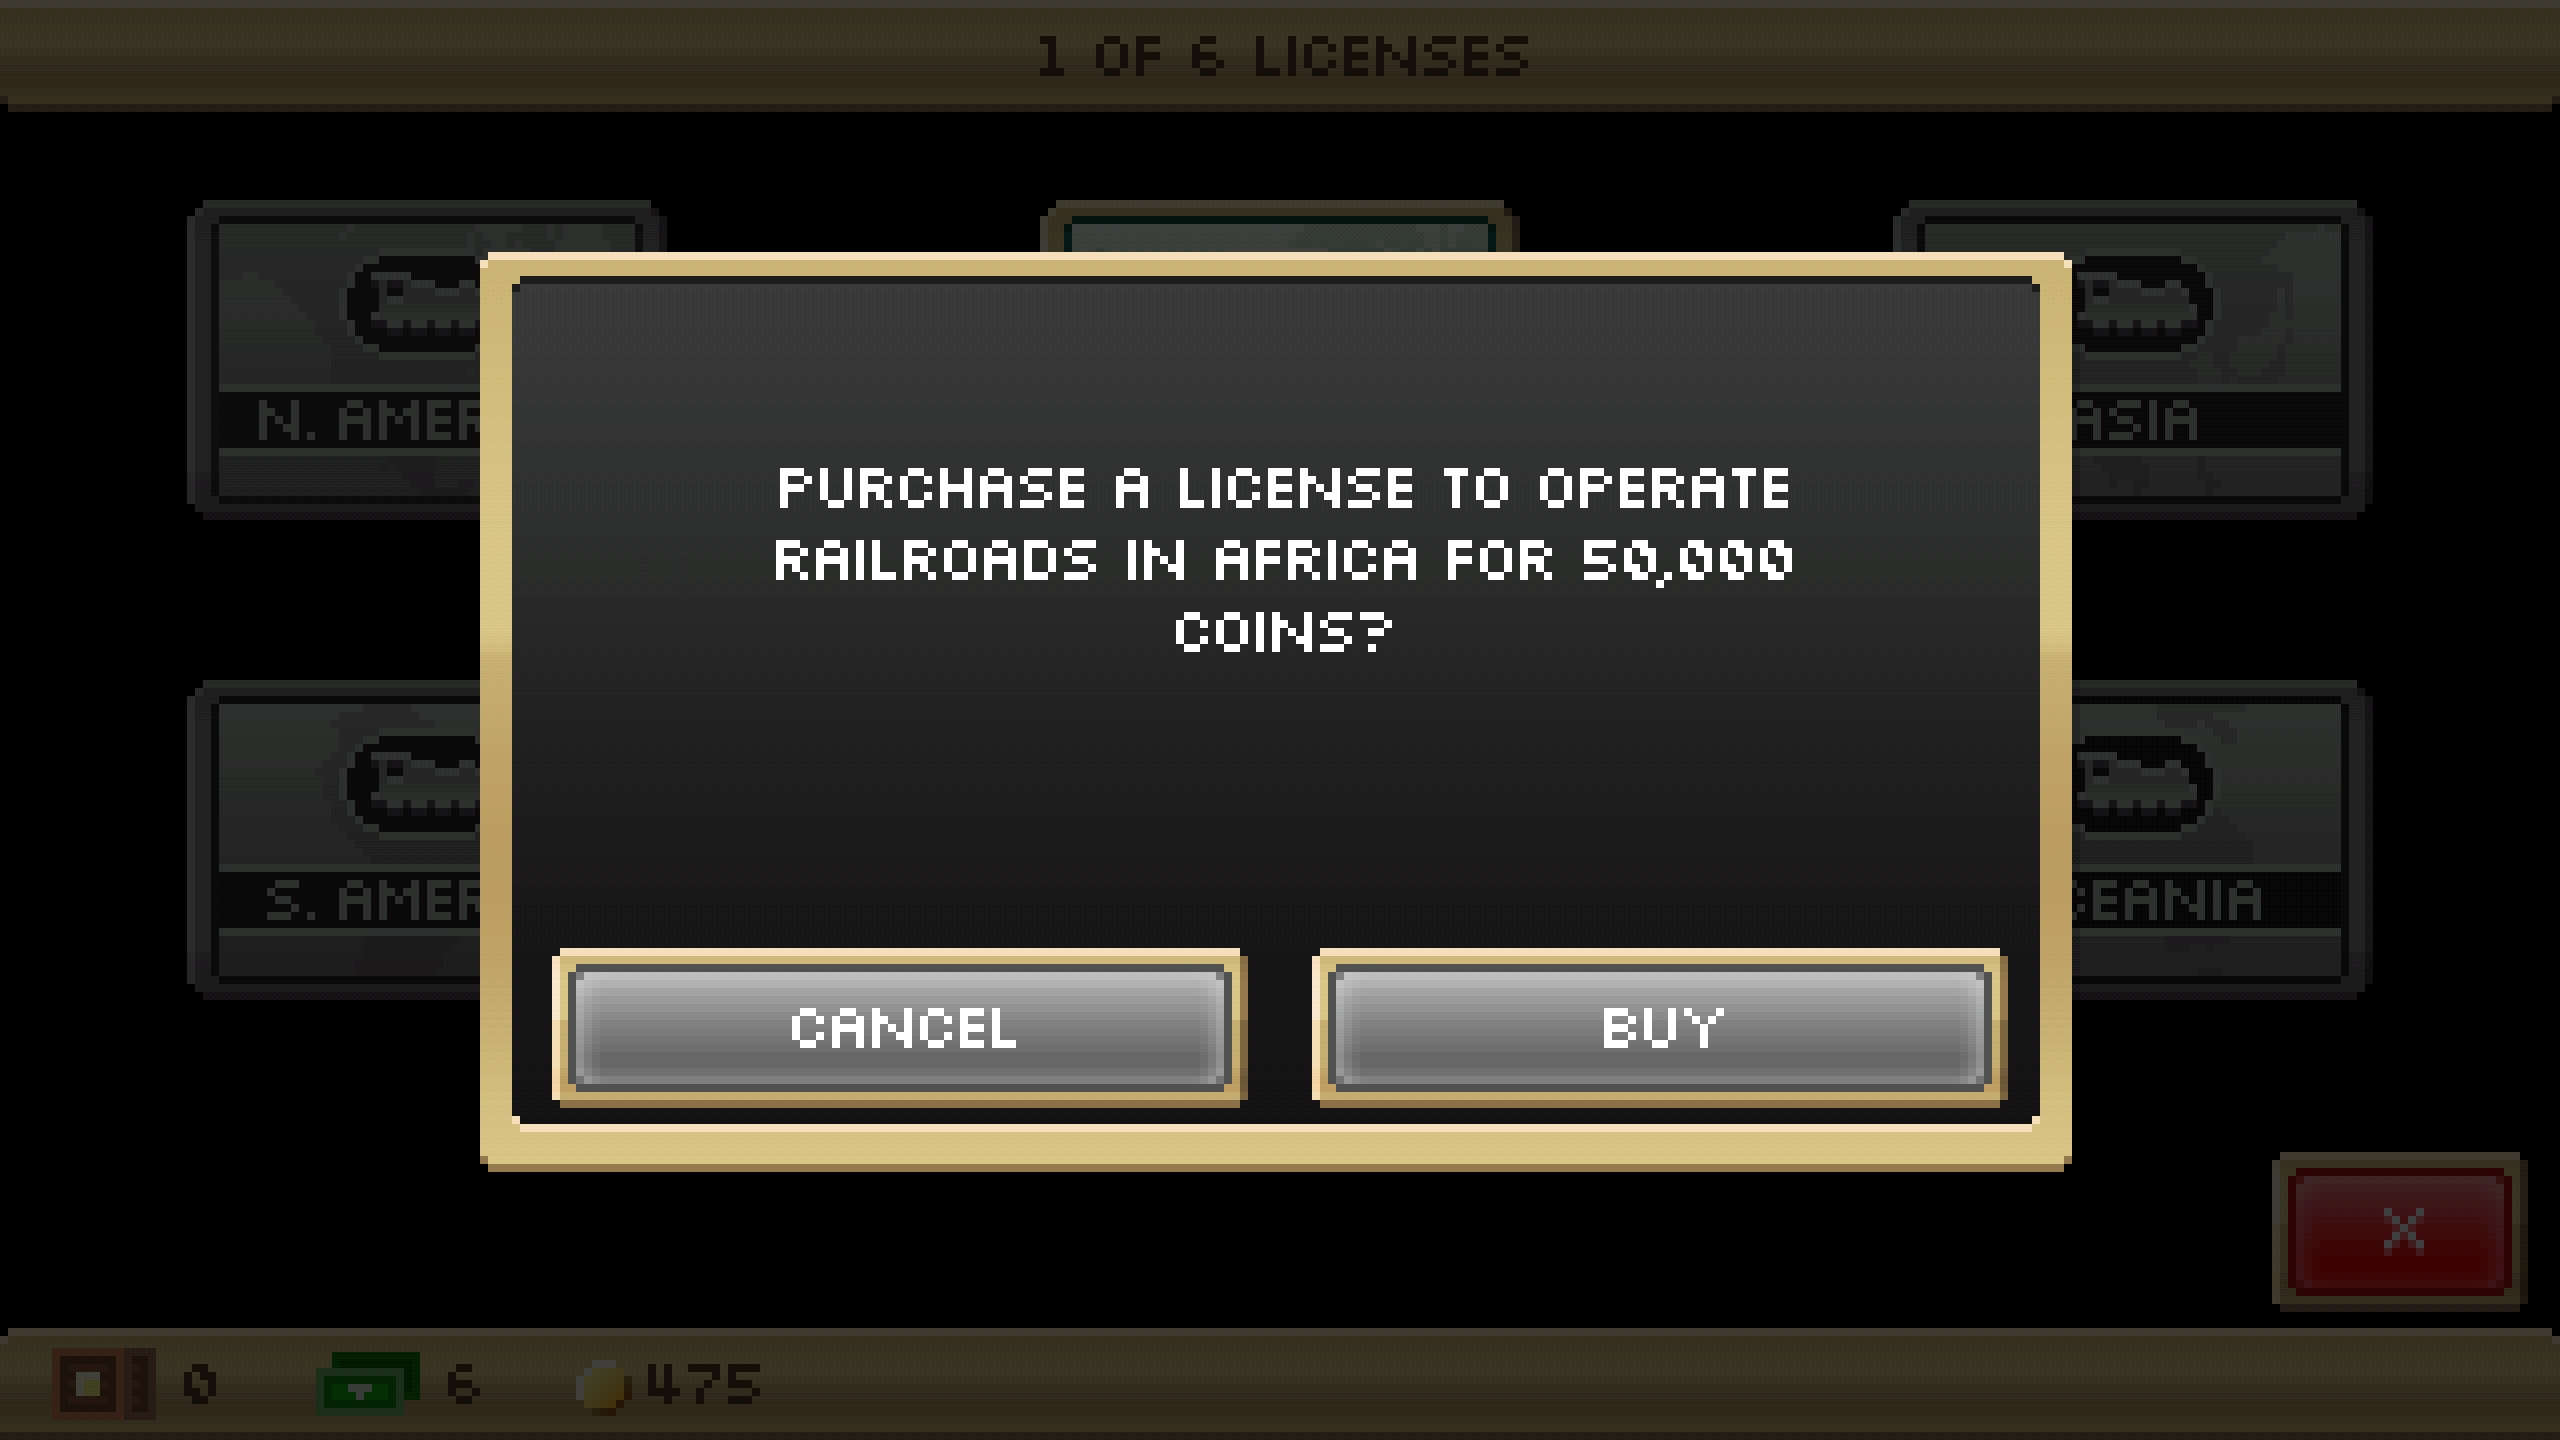 1 OF 6 LICENSES
N. AMER
ASIA
PURCHASE A LICENSE TO OPERATE
RAILROADS IN AFRICA FOR 50,000
COINS?
S. AMER
CEANIA
CANCEL
BUY
X
0
6
475